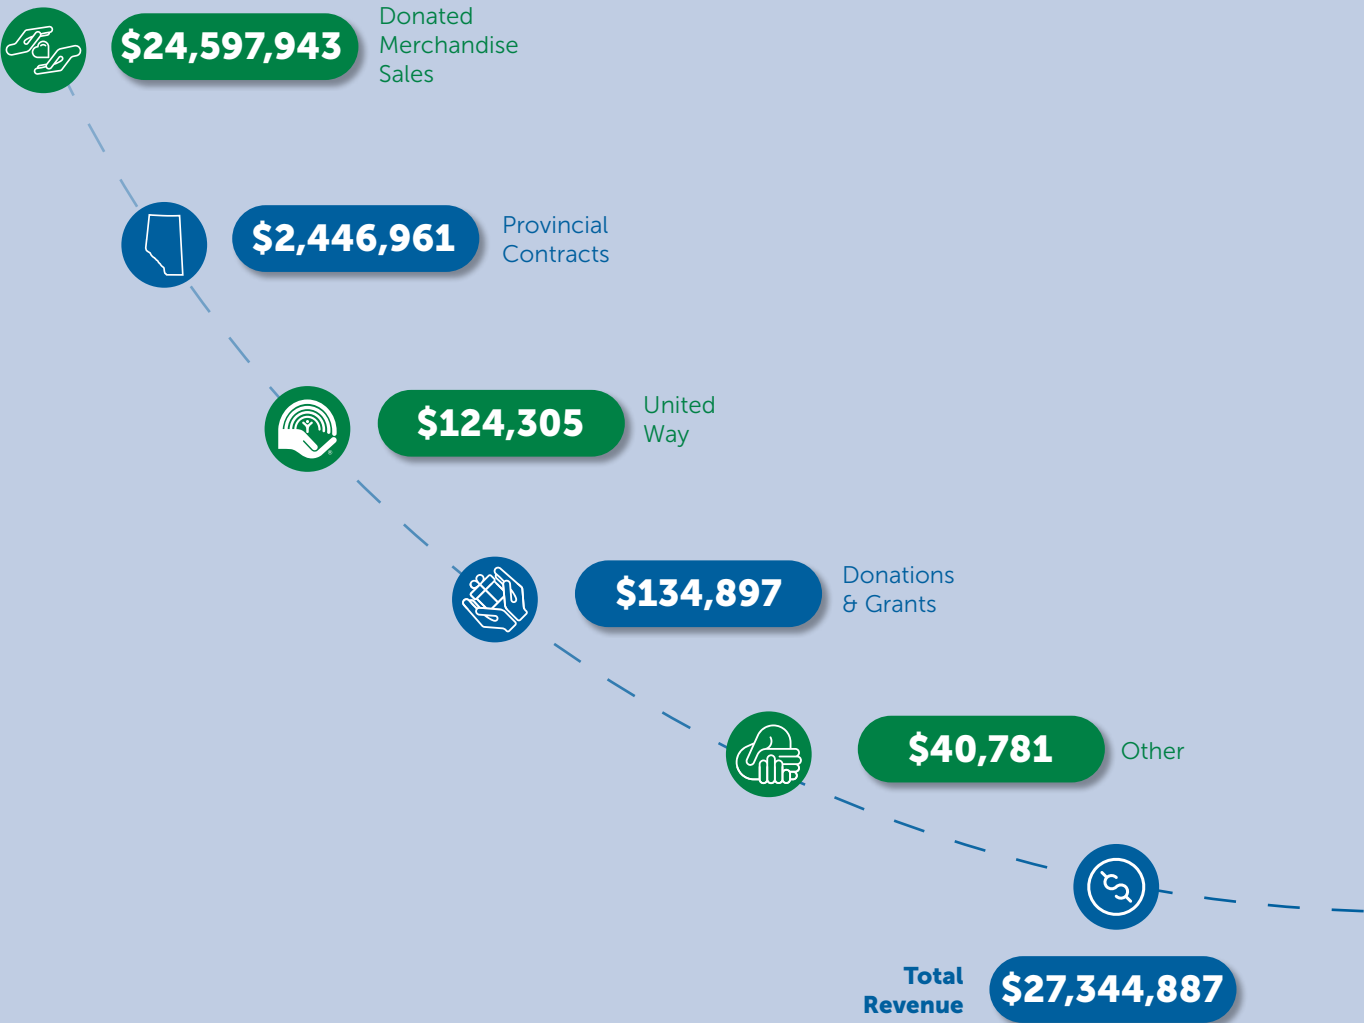 $24,597,943
Donated
Merchandise
Sales
$2,446,961
Provincial
Contracts
$124,305
United
Way
$134,897
Donations
& Grants
$40,781
Other
Total
Revenue
$27,344,887